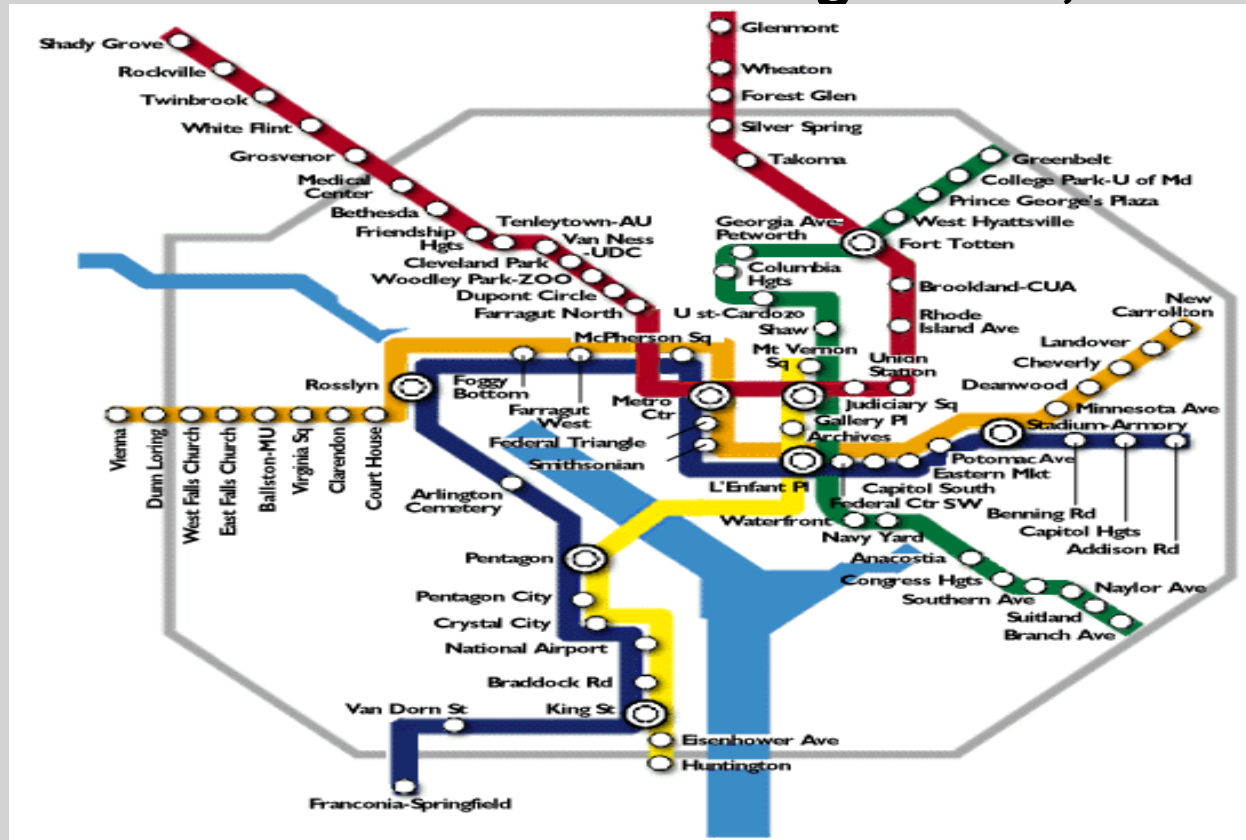 Shady Grove
Rockville
Twinbrook
White Flint
Grosvenor
Medical
Center
Bethesda
Friendship
Hgts
Tenleytown-AU
Van Ness
-UDC
Cleveland Park
Woodley Park-ZOO
Dupont Circle
Farragut North
Glenmont
Wheaton
Forest Glen
Silver Spring
Takoma
Greenbelt
College Park-U of Md
Prince George's Plaza
West Hyattsville
Fort Totten
Georgia Ave-
Petworth
Columbia
Hgts
U st-Cardozo
Shaw
Mt Vernon
Sq
Brookland-CUA
Rhode
Island Ave
Union
Station
Judiciary Sq
Gallery Pl
Archives
New
Carrollton
Landover
Cheverly
Deanwood
Minnesota Ave
Stadium-Armory
Potomac Ave
Eastern Mkt
Capitol South
Federal Ctr SW
Benning Rd
Capitol Hgts
Addison Rd
McPherson Sq
Metro
Ctr
Farragut
West
Foggy
Bottom
Rosslyn
Federal Triangle
Smithsonian
L'Enfant Pl
Vienna
Dunn Loring
West Falls Church
East Falls Church
Ballston-MU
Virginia Sq
Clarendon
Court House
Arlington
Cemetery
Pentagon
Pentagon City
Crystal City
National Airport
Braddock Rd
King St
Van Dorn St
Franconia-Springfield
Eisenhower Ave
Huntington
Waterfront
Navy Yard
Anacostia
Congress Hgts
Southern Ave
Naylor Ave
Suitland
Branch Ave